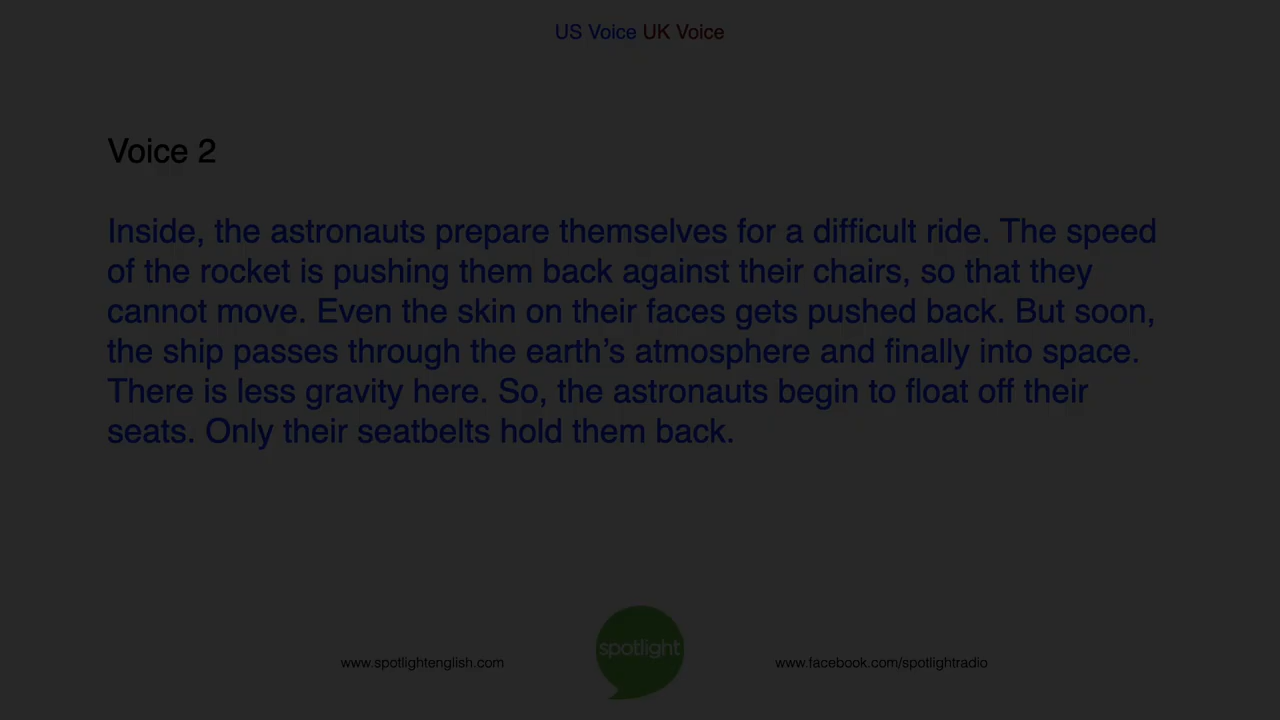 US Voice UK Voice
Voice 2
Inside, the astronauts prepare themselves for a difficult ride. The speed
of the rocket is pushing them back against their chairs, so that they
cannot move. Even the skin on their faces gets pushed back. But soon,
the ship passes through the earth’s atmosphere and finally into space.
There is less gravity here. So, the astronauts begin to float off their
seats. Only their seatbelts hold them back.
spotlight
www.spotlightenglish.com
www.facebook.com/spotlightradio